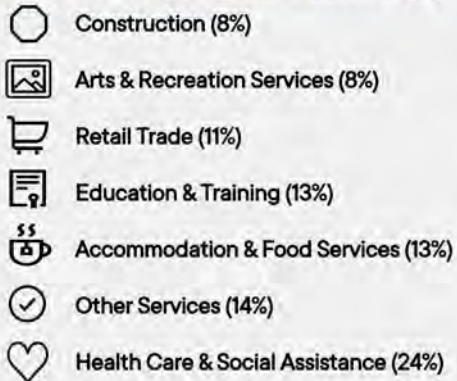 Construction (8%)
Arts & Recreation Services (8%)
Retail Trade (11%)
Education & Training (13%)
Accommodation & Food Services (13%)
Other Services (14%)
Health Care & Social Assistance (24%)